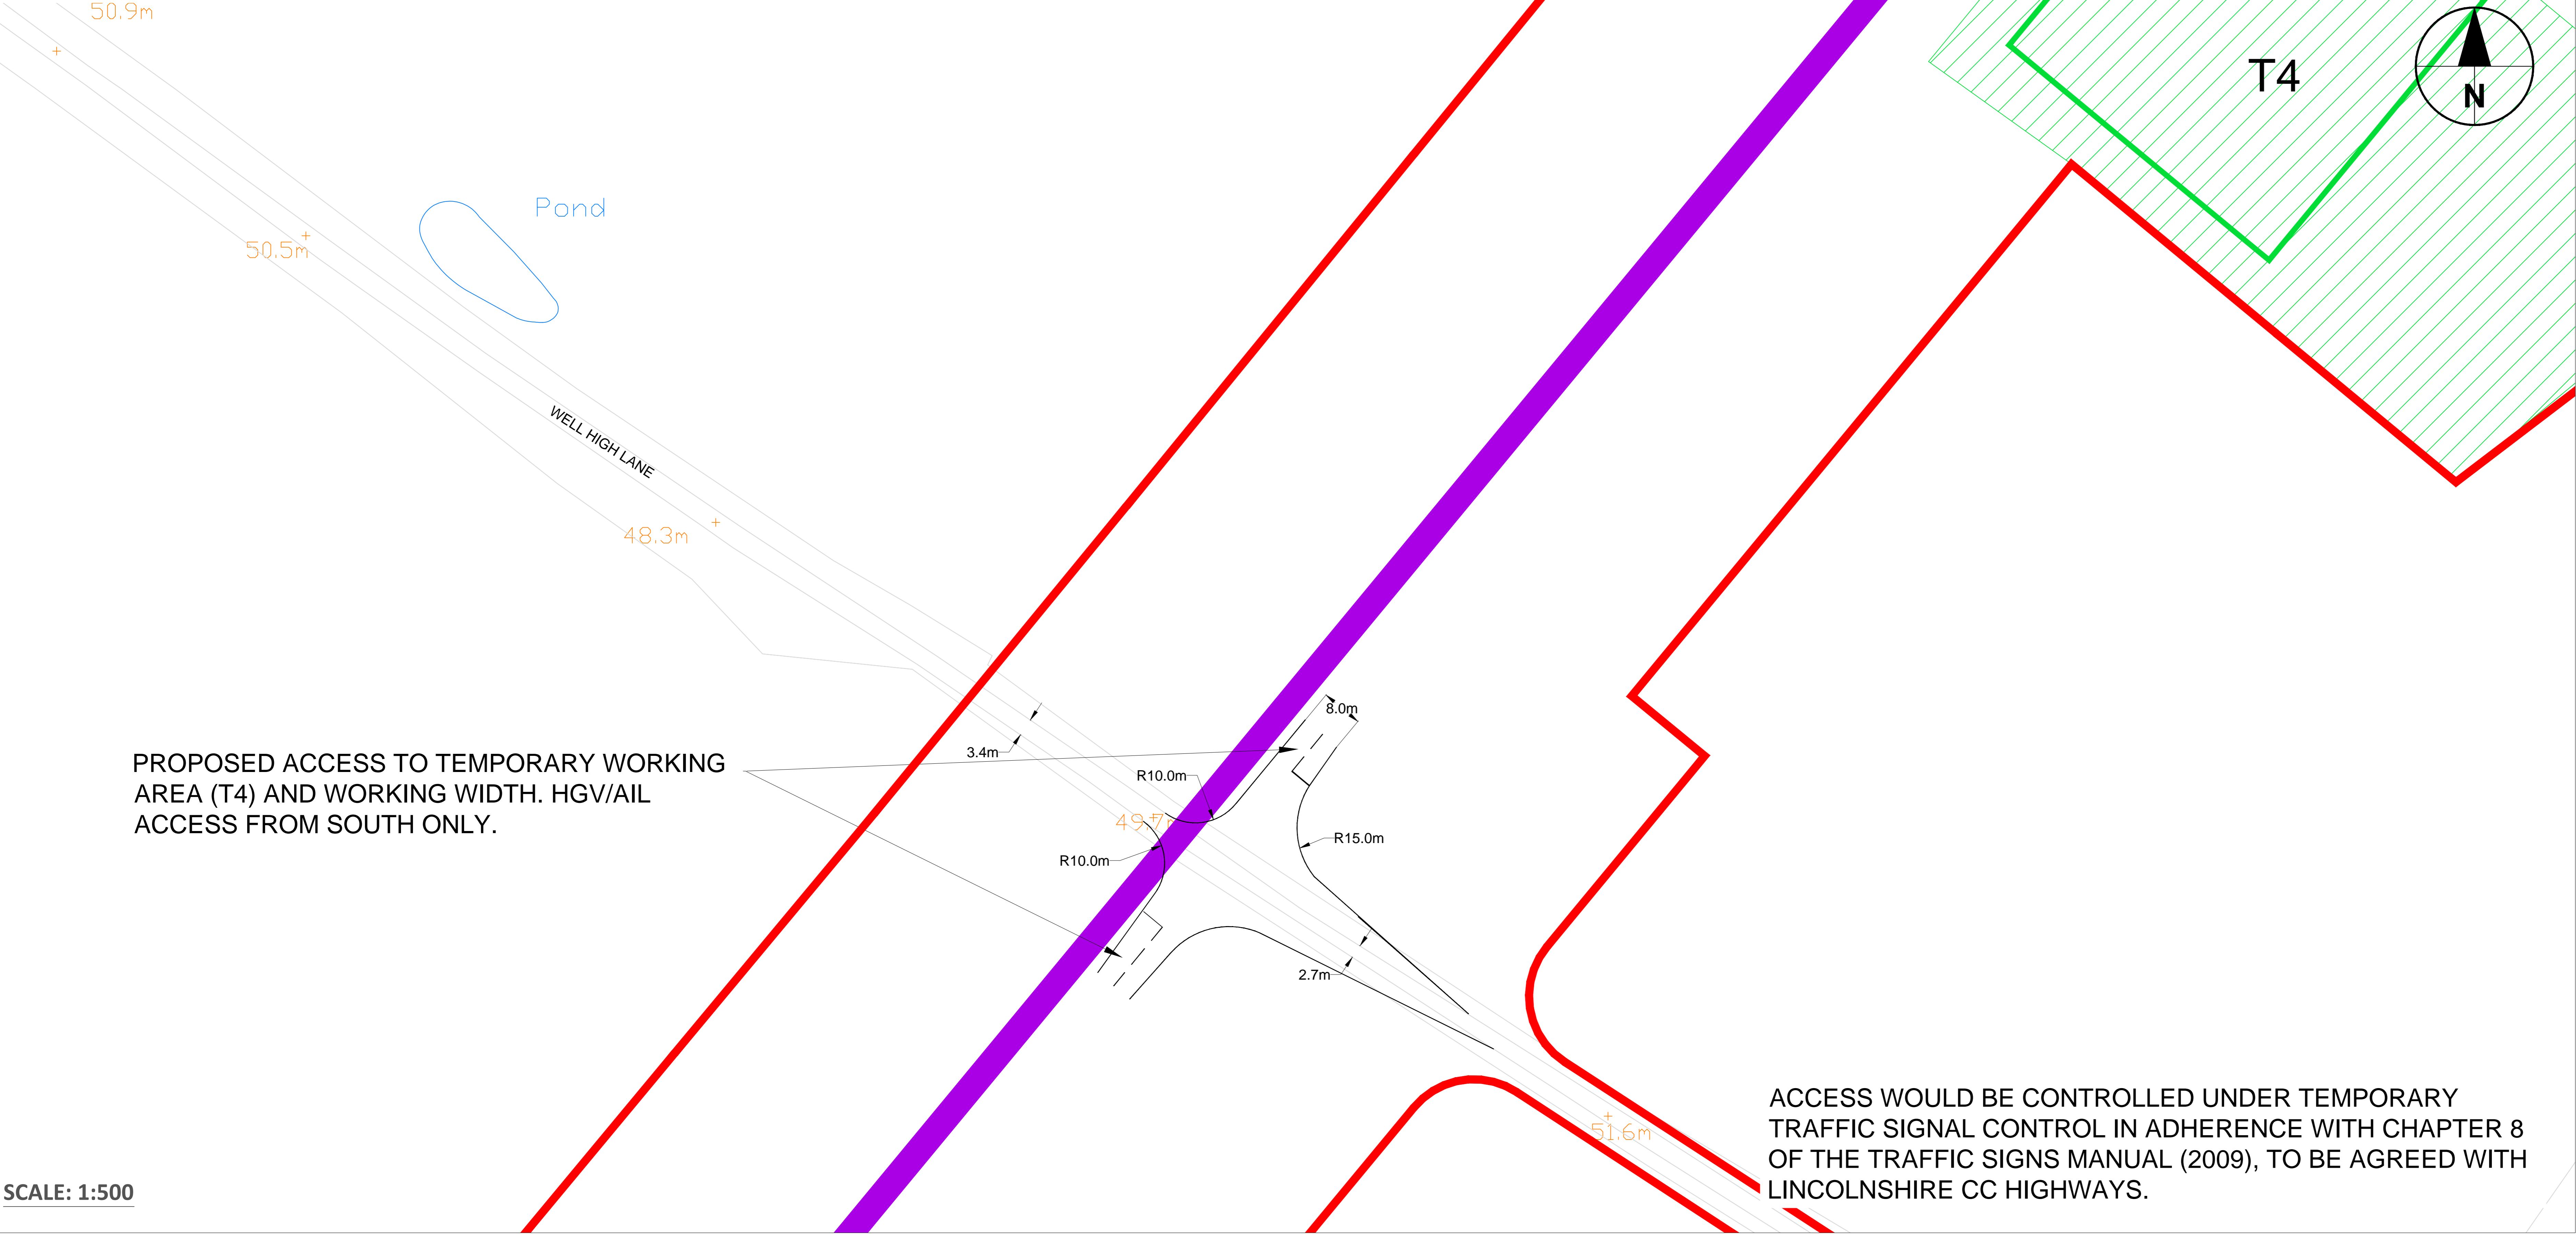 50.9m
T4
N
Pond
50.5m
WELL HIGH LANE
48.3m
8.0m
3.4m
PROPOSED ACCESS TO TEMPORARY WORKING
AREA (T4) AND WORKING WIDTH. HGV/AIL
ACCESS FROM SOUTH ONLY.
R10.0m
49.7m
R15.0m
R10.0m
2.7m
ACCESS WOULD BE CONTROLLED UNDER TEMPORARY
TRAFFIC SIGNAL CONTROL IN ADHERENCE WITH CHAPTER 8
OF THE TRAFFIC SIGNS MANUAL (2009), TO BE AGREED WITH
LINCOLNSHIRE CC HIGHWAYS.
51.6m
SCALE: 1:500